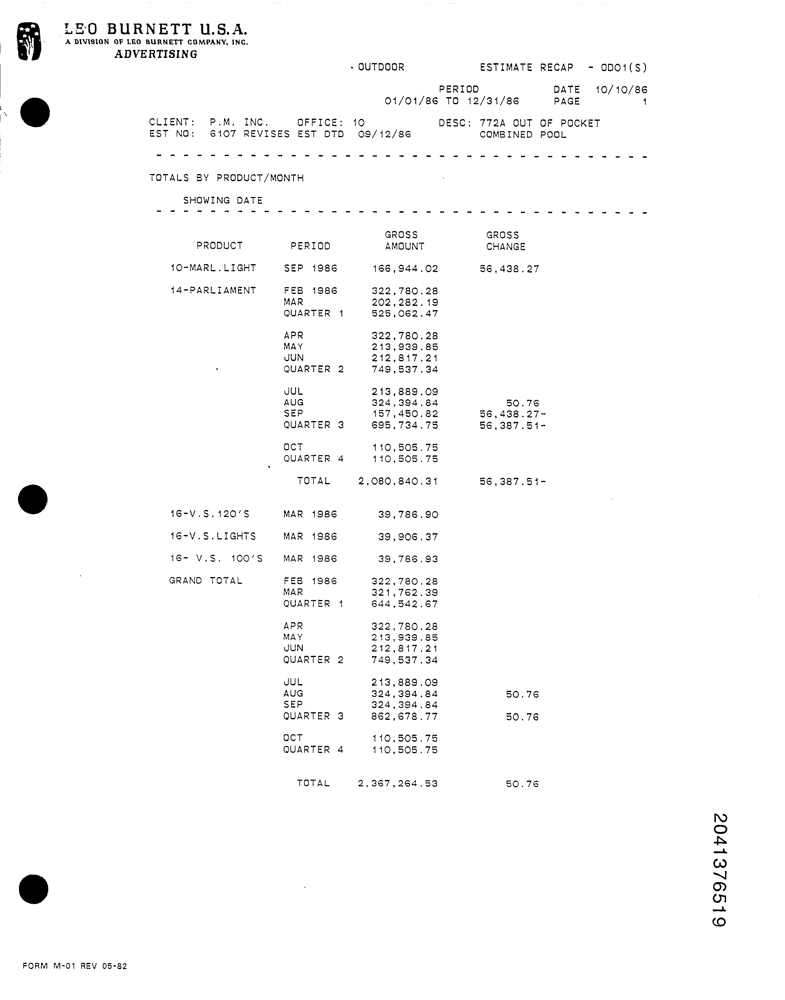 LEO BURNETT U.S.A.
A DIVISION OF LEO BURNETT COMPANY, INC.
ADVERTISING
- OUTDOOR ESTIMATE RECAP - OD01(S)
PERIOD DATE 10/10/86
01/01/86 TO 12/31/86 PAGE 1
CLIENT: P.M. INC. OFFICE: 10 DESC: 772A OUT OF POCKET
EST NO: 6107 REVISES EST DTD 09/12/86 COMBINED POOL
- - - - - - - - - - - - - - - - - - - - - - - - - - - - - - - - - - - - -
TOTALS BY PRODUCT/MONTH
SHOWING DATE
- - - - - - - - - - - - - - - - - - - - - - - - - - - - - - - - - - - - -
GROSS GROSS
PRODUCT PERIOD AMOUNT CHANGE
10-MARL.LIGHT SEP 1986 166,944.02 56,438.27
14-PARLIAMENT FEB 1986 322,780.28
MAR 202,282.19
QUARTER 1 525,062.47
APR 322,780.28
MAY 213,939.85
JUN 212,817.21
QUARTER 2 749,537.34
JUL 213,889.09
AUG 324,394.84 50.76
SEP 157,450.82 56,438.27-
QUARTER 3 695,734.75 56,387.51-
OCT 110,505.75
QUARTER 4 110,505.75
TOTAL 2,080,840.31 56,387.51-
16-V.S.120'S MAR 1986 39,786.90
16-V.S.LIGHTS MAR 1986 39,906.37
16- V.S. 100'S MAR 1986 39,786.93
GRAND TOTAL FEB 1986 322,780.28
MAR 321,762.39
QUARTER 1 644,542.67
APR 322,780.28
MAY 213,939.85
JUN 212,817.21
QUARTER 2 749,537.34
JUL 213,889.09
AUG 324,394.84 50.76
SEP 324,394.84
QUARTER 3 862,678.77 50.76
OCT 110,505.75
QUARTER 4 110,505.75
TOTAL 2,367,264.53 50.76
2041376519
FORM M-01 REV 05-82